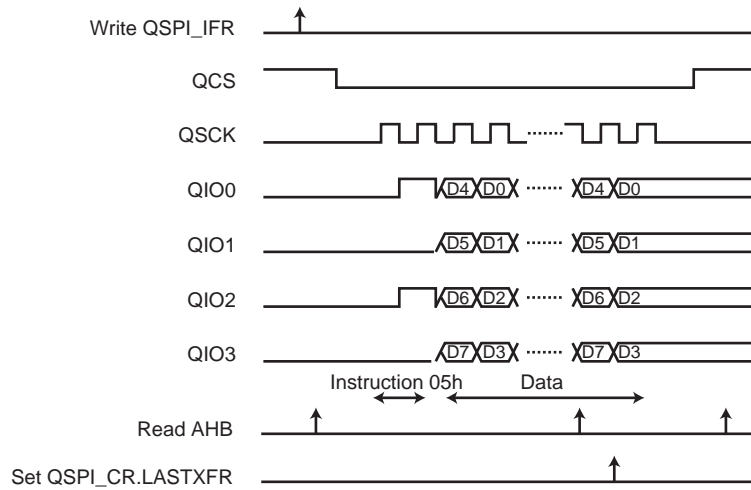 Write QSPI_IFR
QCS
QSCK
QIO0 D4 D0 D4 D0
QIO1 D5 D1 D5 D1
QIO2 D6 D2 D6 D2
QIO3 D7 D3 D7 D3
Instruction 05h Data
Read AHB
Set QSPI_CR.LASTXFR